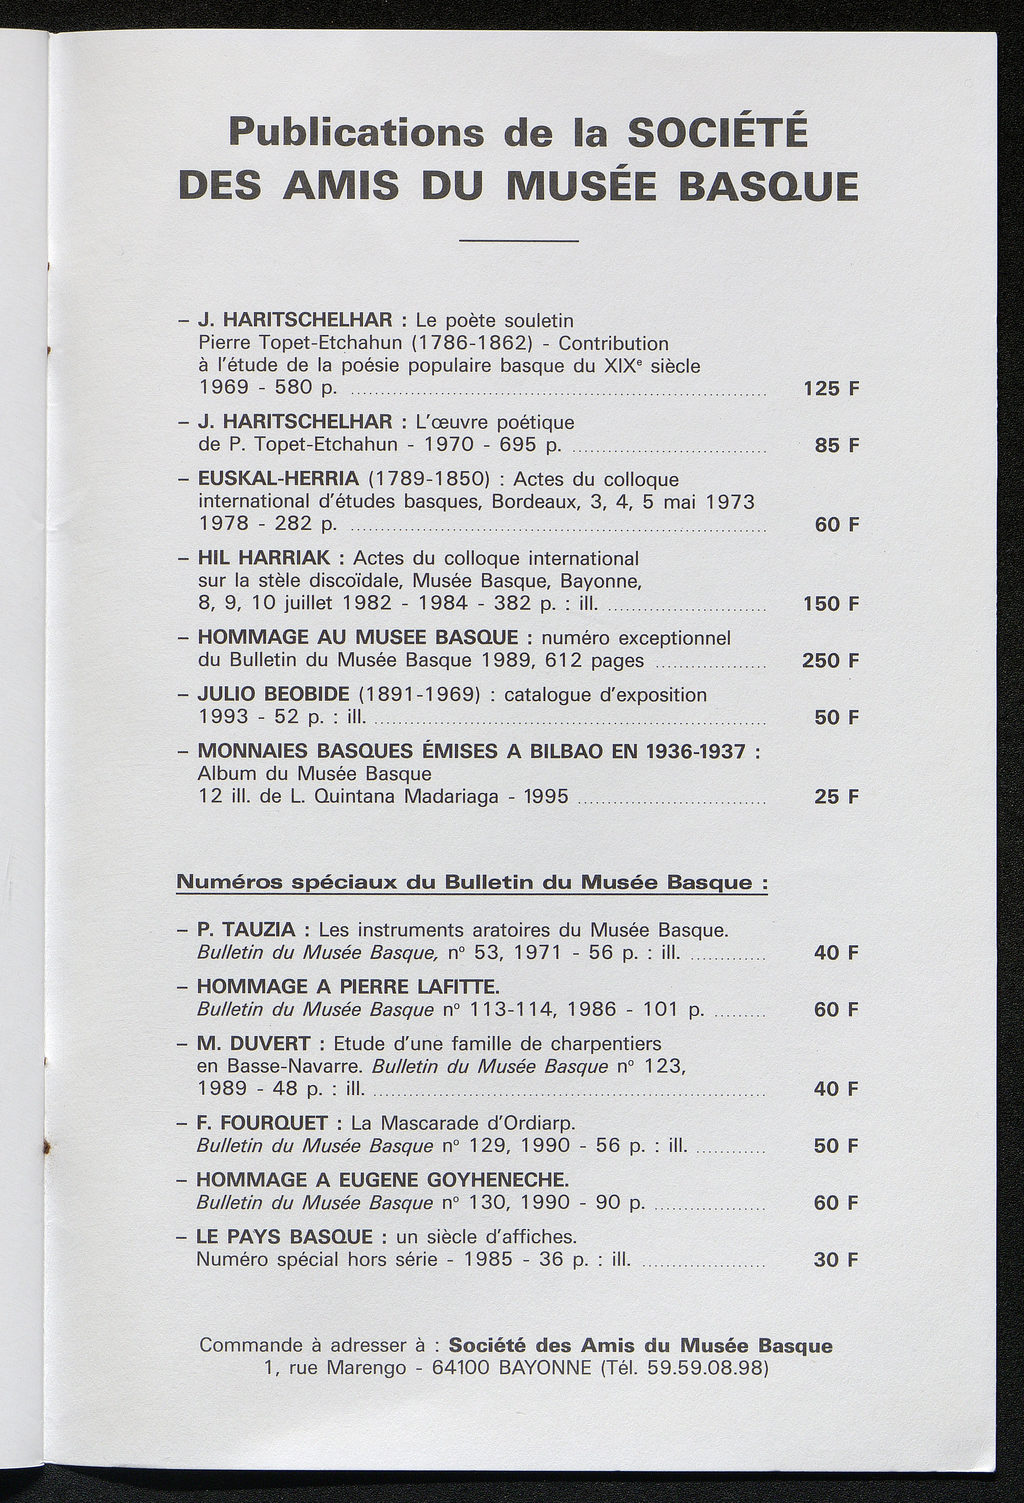 Publications de la SOCIÉTÉ
DES AMIS DU MUSÉE BASQUE
– J. HARITSCHELHAR : Le poète souletin
Pierre Topet-Etchahun (1786-1862) - Contribution
à l'étude de la poésie populaire basque du XIXe siècle
1969 - 580 p. ........................ 125 F
– J. HARITSCHELHAR : L'œuvre poétique
de P. Topet-Etchahun - 1970 - 695 p. ........................ 85 F
– EUSKAL-HERRIA (1789-1850) : Actes du colloque
international d'études basques, Bordeaux, 3, 4, 5 mai 1973
1978 - 282 p. ........................ 60 F
– HIL HARRIAK : Actes du colloque international
sur la stèle discoïdale, Musée Basque, Bayonne,
8, 9, 10 juillet 1982 - 1984 - 382 p. : ill. ........................ 150 F
– HOMMAGE AU MUSEE BASQUE : numéro exceptionnel
du Bulletin du Musée Basque 1989, 612 pages ........................ 250 F
– JULIO BEOBIDE (1891-1969) : catalogue d'exposition
1993 - 52 p. : ill. ........................ 50 F
– MONNAIES BASQUES ÉMISES A BILBAO EN 1936-1937 :
Album du Musée Basque
12 ill. de L. Quintana Madariaga - 1995 ........................ 25 F
Numéros spéciaux du Bulletin du Musée Basque :
– P. TAUZIA : Les instruments aratoires du Musée Basque.
Bulletin du Musée Basque, n° 53, 1971 - 56 p. : ill. ............. 40 F
– HOMMAGE A PIERRE LAFITTE.
Bulletin du Musée Basque n° 113-114, 1986 - 101 p. ......... 60 F
– M. DUVERT : Etude d'une famille de charpentiers
en Basse-Navarre. Bulletin du Musée Basque n° 123,
1989 - 48 p. : ill. ........................ 40 F
– F. FOURQUET : La Mascarade d'Ordiarp.
Bulletin du Musée Basque n° 129, 1990 - 56 p. : ill. ............ 50 F
– HOMMAGE A EUGENE GOYHENECHE.
Bulletin du Musée Basque n° 130, 1990 - 90 p. ................... 60 F
– LE PAYS BASQUE : un siècle d'affiches.
Numéro spécial hors série - 1985 - 36 p. : ill. ..................... 30 F
Commande à adresser à : Société des Amis du Musée Basque
1, rue Marengo - 64100 BAYONNE (Tél. 59.59.08.98)